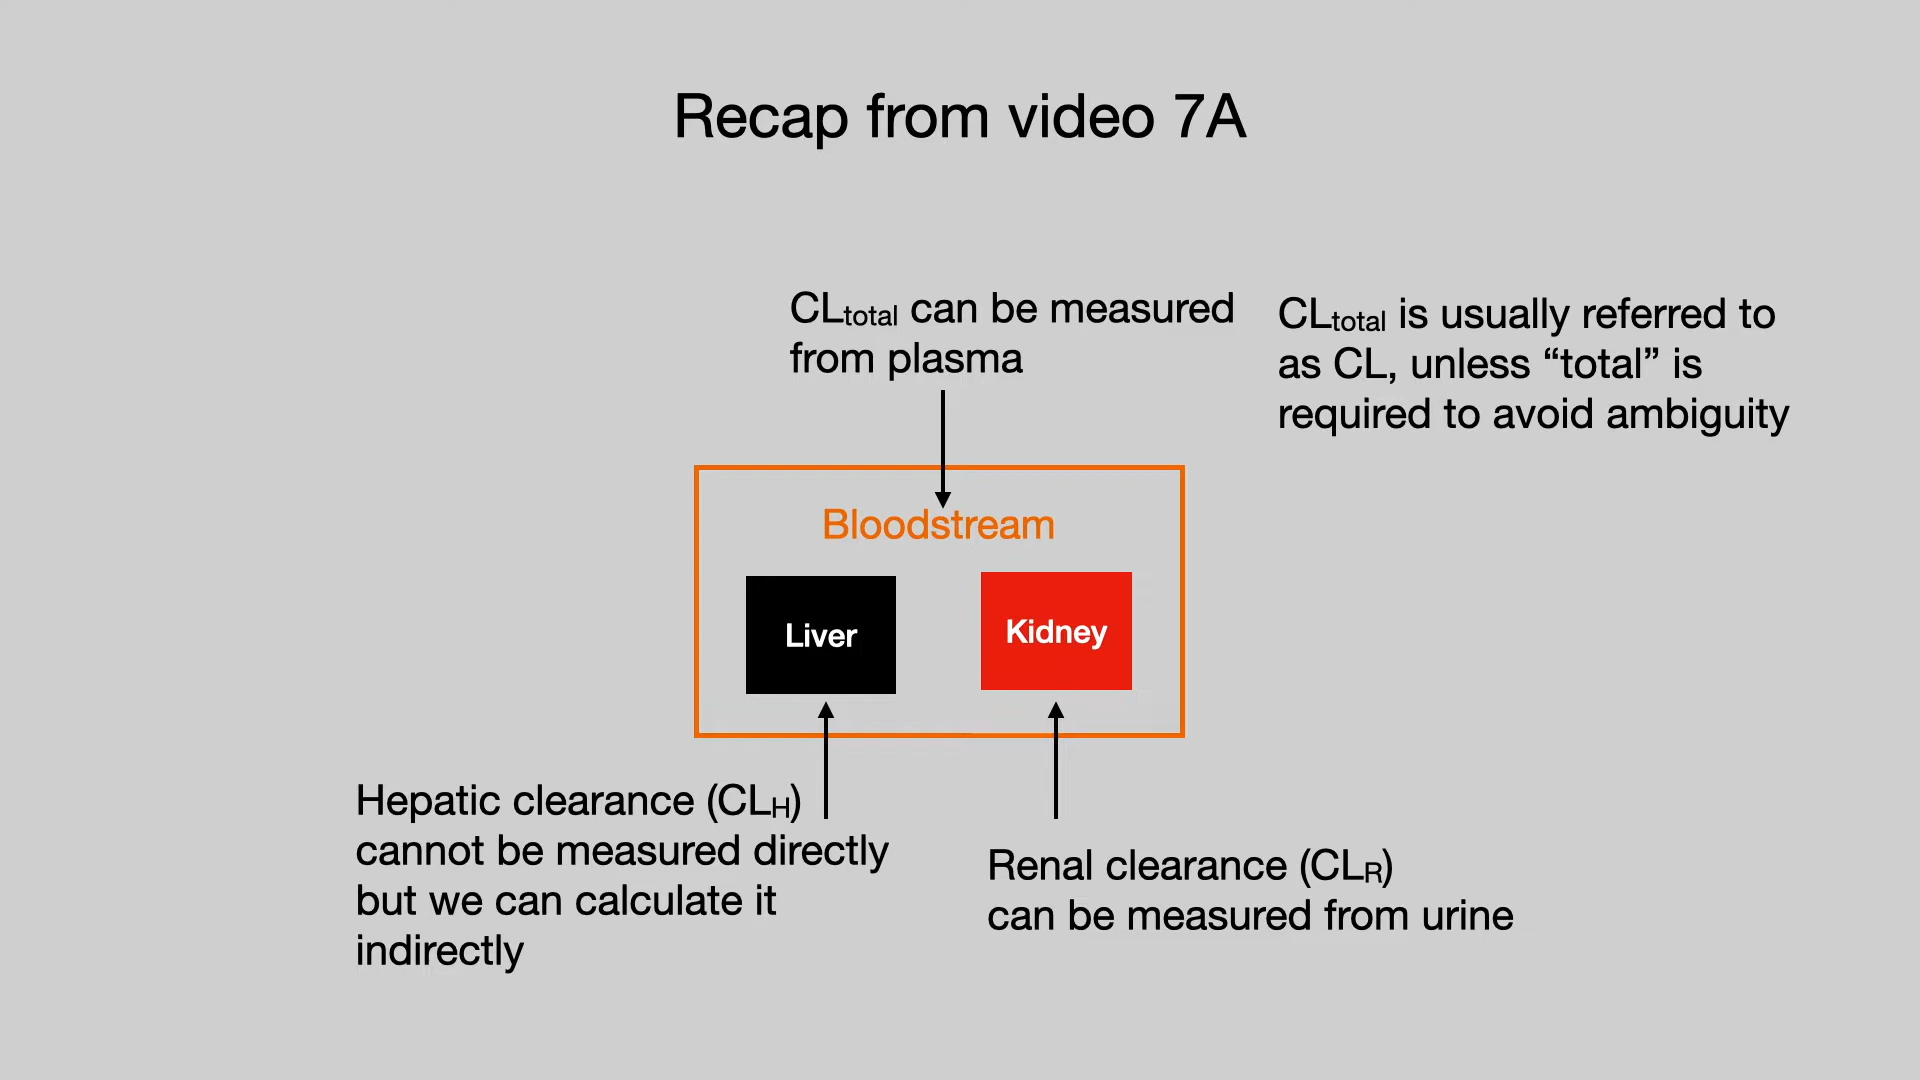 Recap from video 7A
CLtotal can be measured
from plasma
CLtotal is usually referred to
as CL, unless “total” is
required to avoid ambiguity
Bloodstream
Liver
Kidney
Hepatic clearance (CLH)
cannot be measured directly
but we can calculate it
indirectly
Renal clearance (CLR)
can be measured from urine